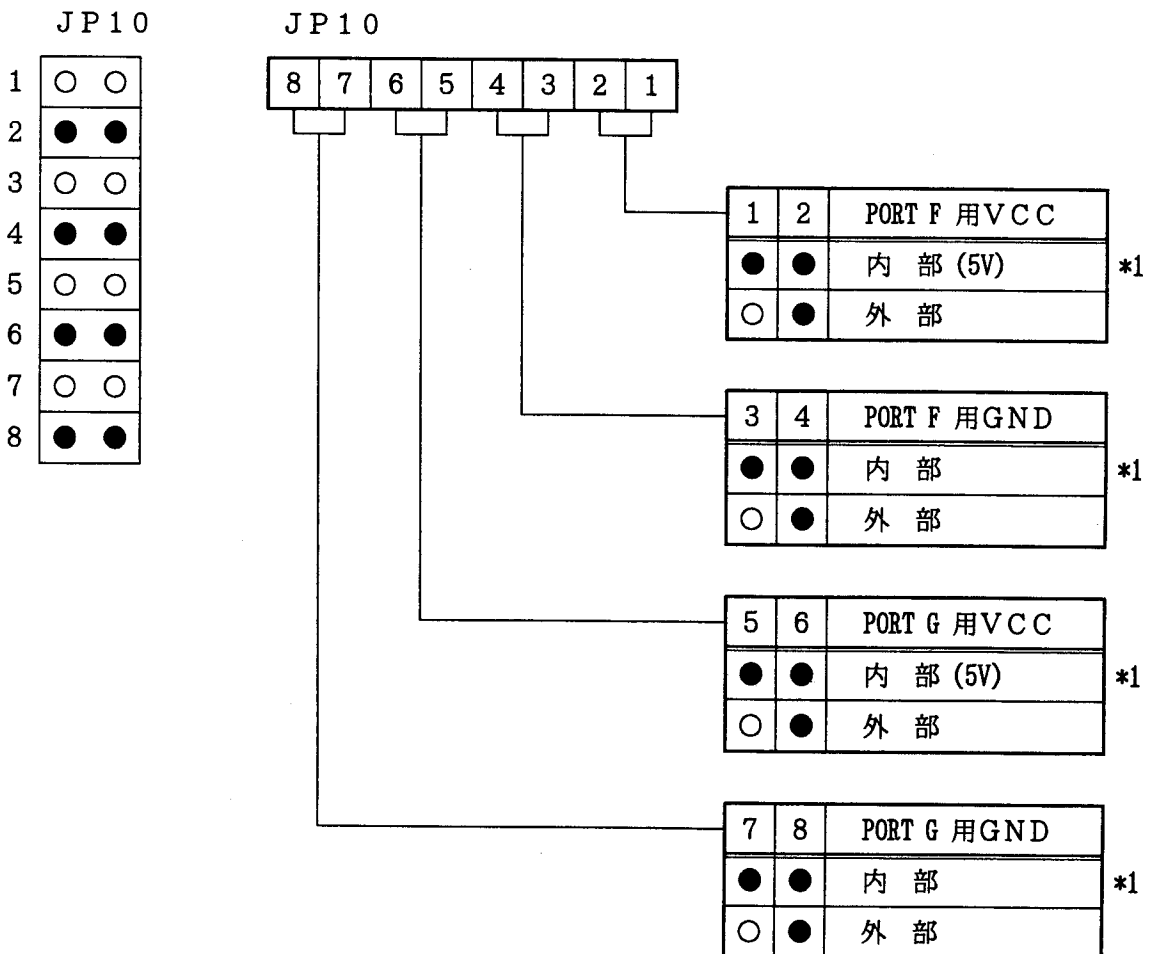 JP10
1 ○ ○
2 ● ●
3 ○ ○
4 ● ●
5 ○ ○
6 ● ●
7 ○ ○
8 ● ●
JP10
8 7 6 5 4 3 2 1
1 2 PORT F 用VCC
● ● 内 部 (5V) *1
○ ● 外 部
3 4 PORT F 用GND
● ● 内 部 *1
○ ● 外 部
5 6 PORT G 用VCC
● ● 内 部 (5V) *1
○ ● 外 部
7 8 PORT G 用GND
● ● 内 部 *1
○ ● 外 部